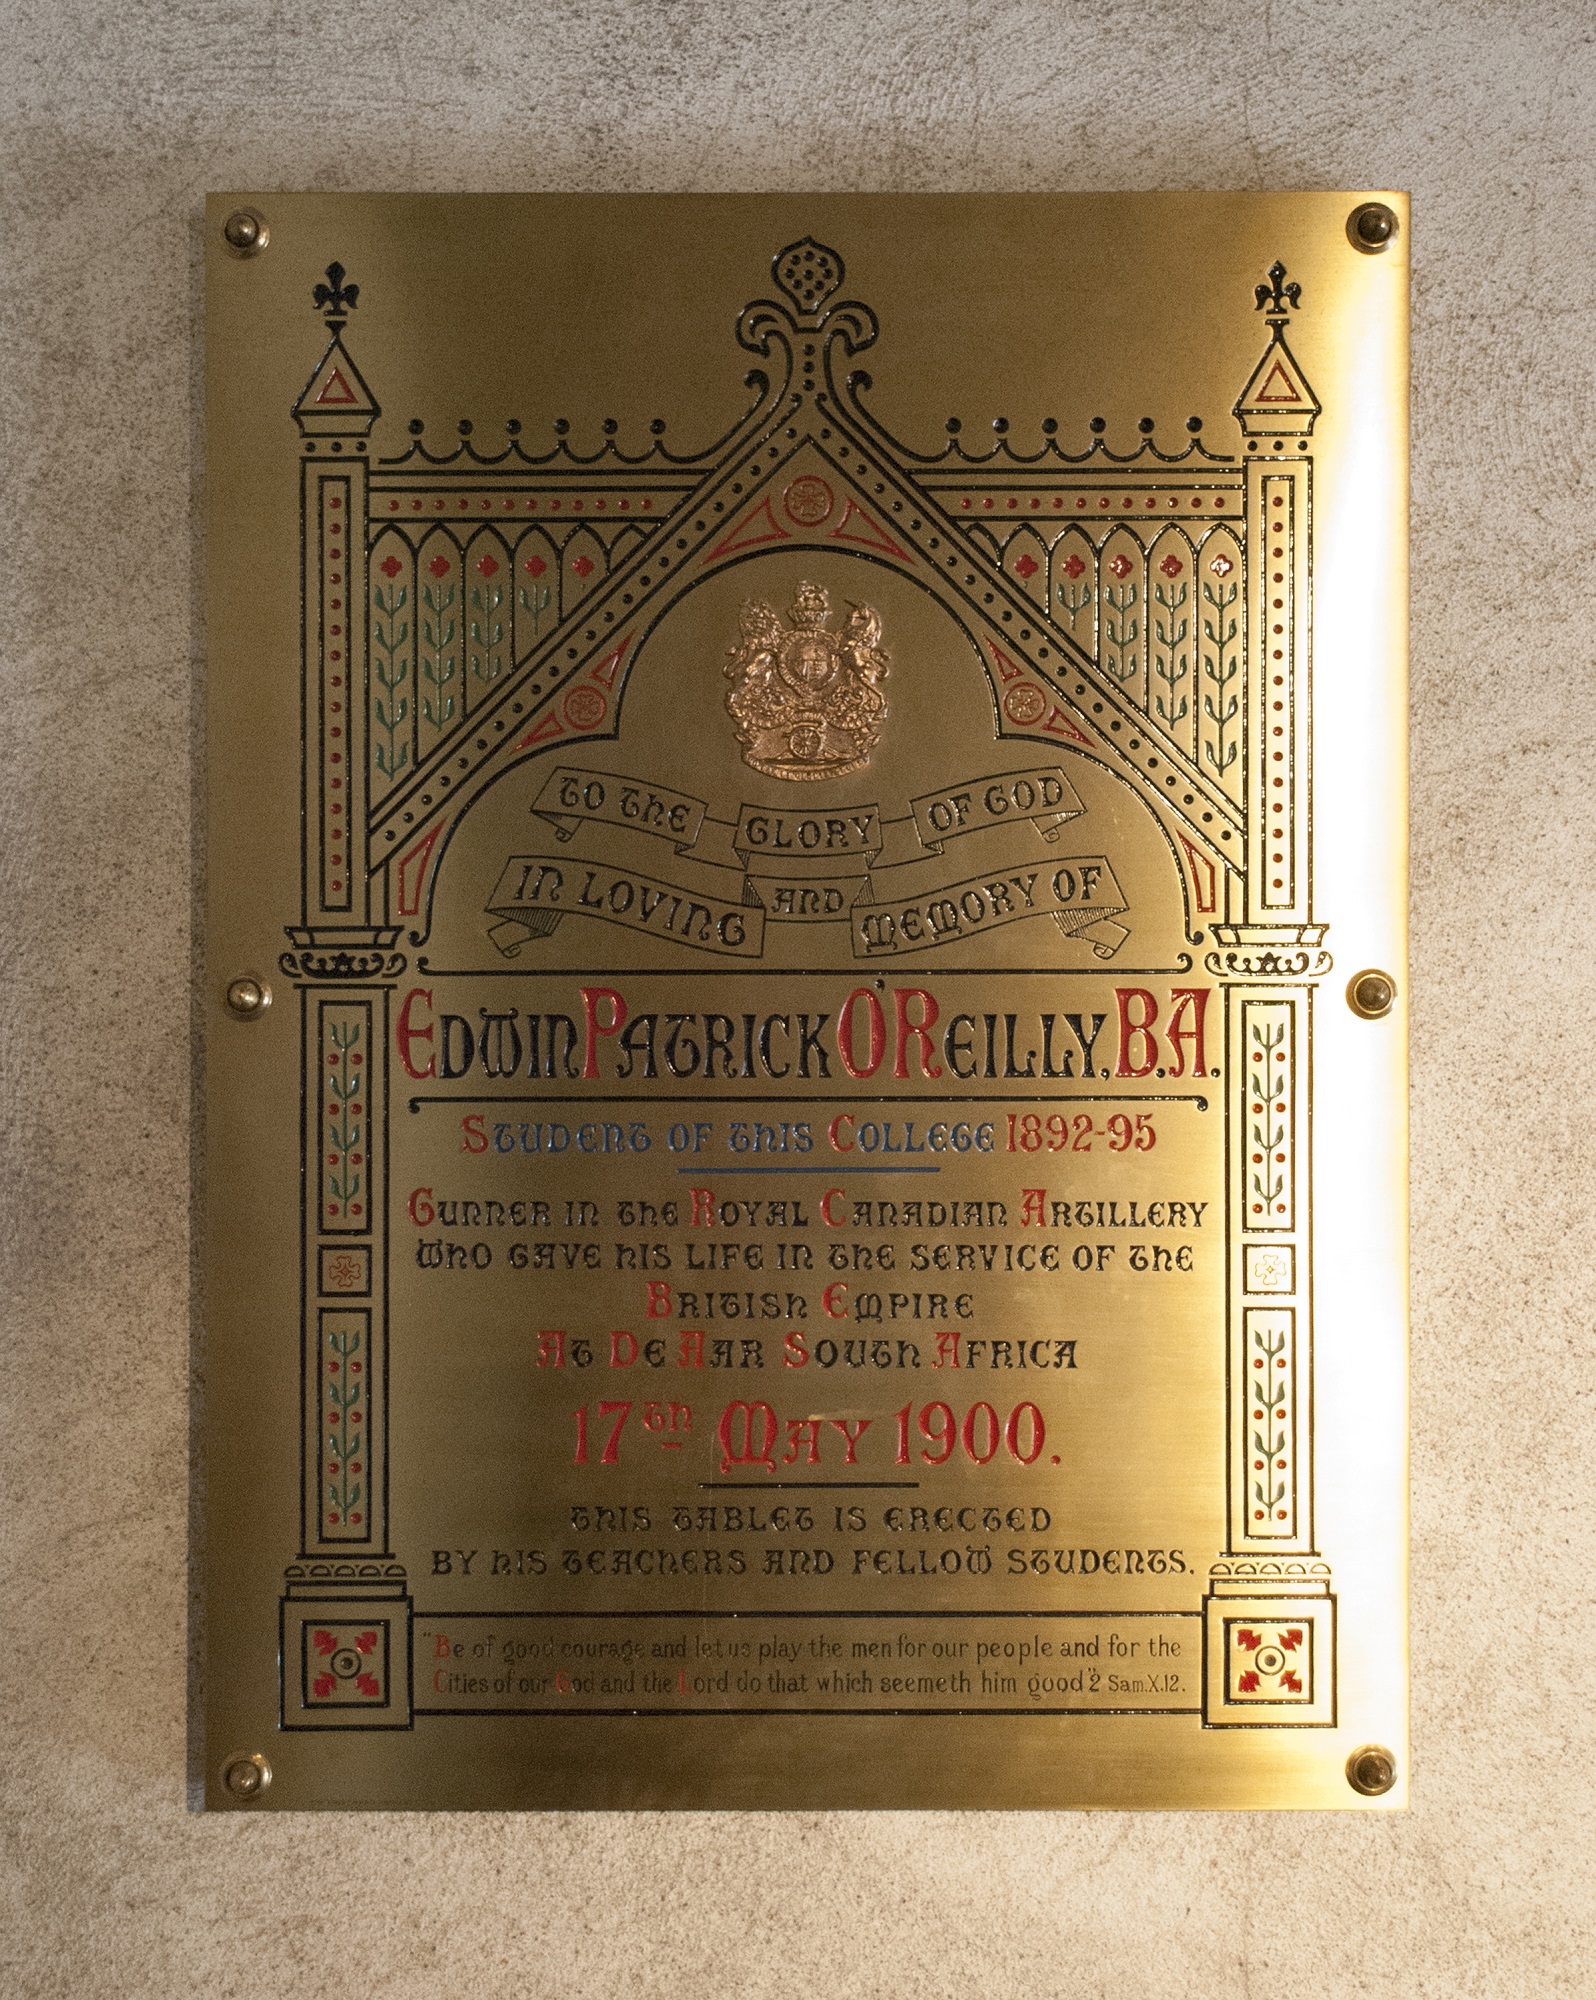 TO THE GLORY OF GOD
IN LOVING AND MEMORY OF
EDWIN PATRICK O'REILLY, B.A.
STUDENT OF THIS COLLEGE 1892-95
GUNNER IN THE ROYAL CANADIAN ARTILLERY
WHO GAVE HIS LIFE IN THE SERVICE OF THE
BRITISH EMPIRE
AT DE AAR SOUTH AFRICA
17TH MAY 1900.
THIS TABLET IS ERECTED
BY HIS TEACHERS AND FELLOW STUDENTS.
"Be of good courage and let us play the men for our people and for the
Cities of our God and the Lord do that which seemeth him good". 2 Sam.X.12.